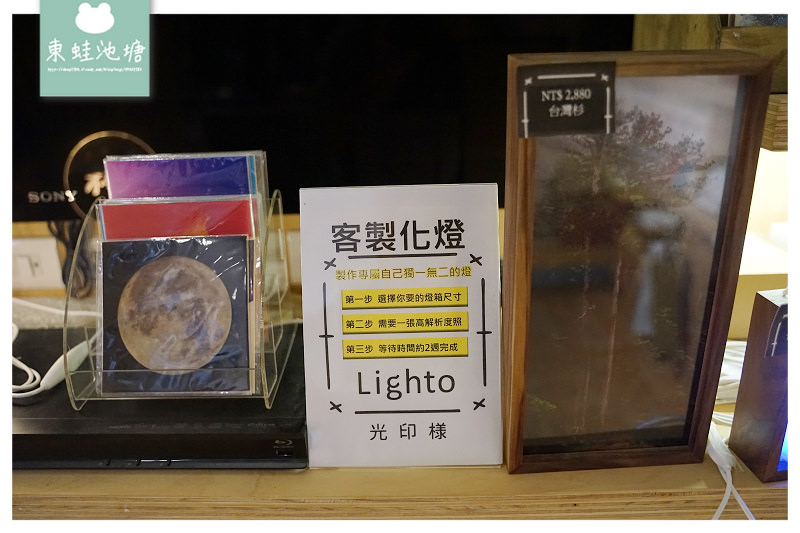 東蛙池塘
SONY
NT$ 2,880
台灣杉
客製化燈
製作專屬自己獨一無二的燈
第一步 選擇你要的燈箱尺寸
第二步 需要一張高解析度照
第三步 等待時間約2週完成
Lighto
光印樣